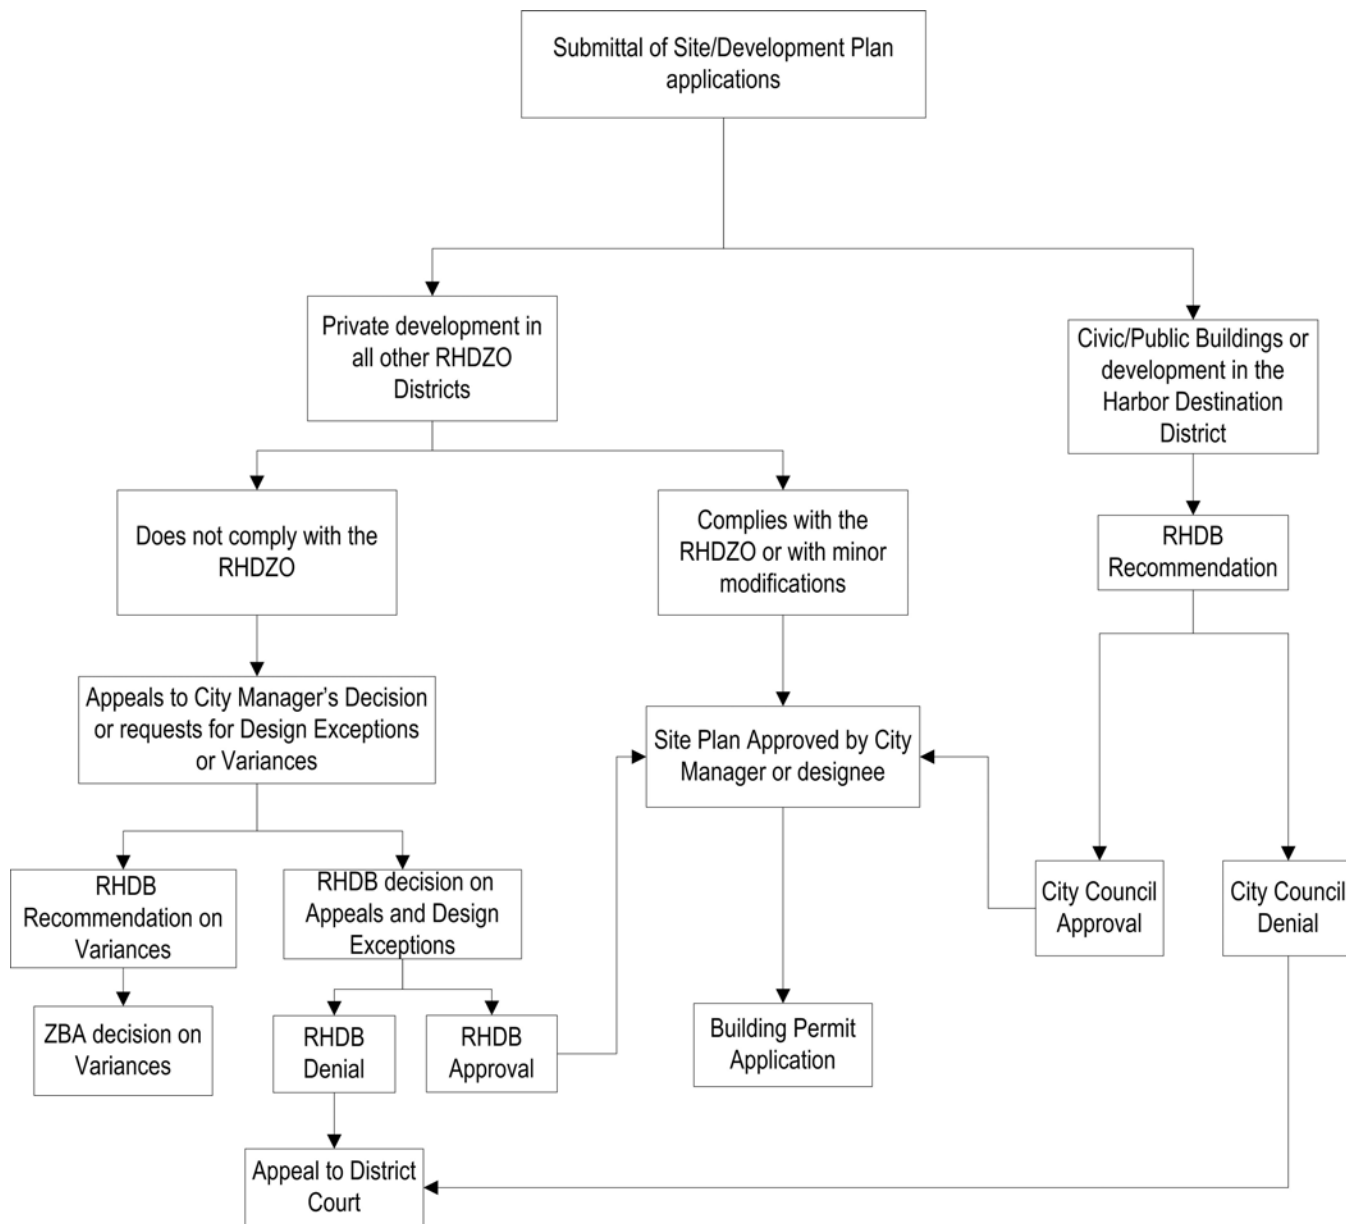 Submittal of Site/Development Plan
applications
Private development in
all other RHDZO
Districts
Civic/Public Buildings or
development in the
Harbor Destination
District
Does not comply with the
RHDZO
Complies with the
RHDZO or with minor
modifications
RHDB
Recommendation
Appeals to City Manager’s Decision
or requests for Design Exceptions
or Variances
Site Plan Approved by City
Manager or designee
RHDB
Recommendation on
Variances
RHDB decision on
Appeals and Design
Exceptions
City Council
Approval
City Council
Denial
ZBA decision on
Variances
RHDB
Denial
RHDB
Approval
Building Permit
Application
Appeal to District
Court